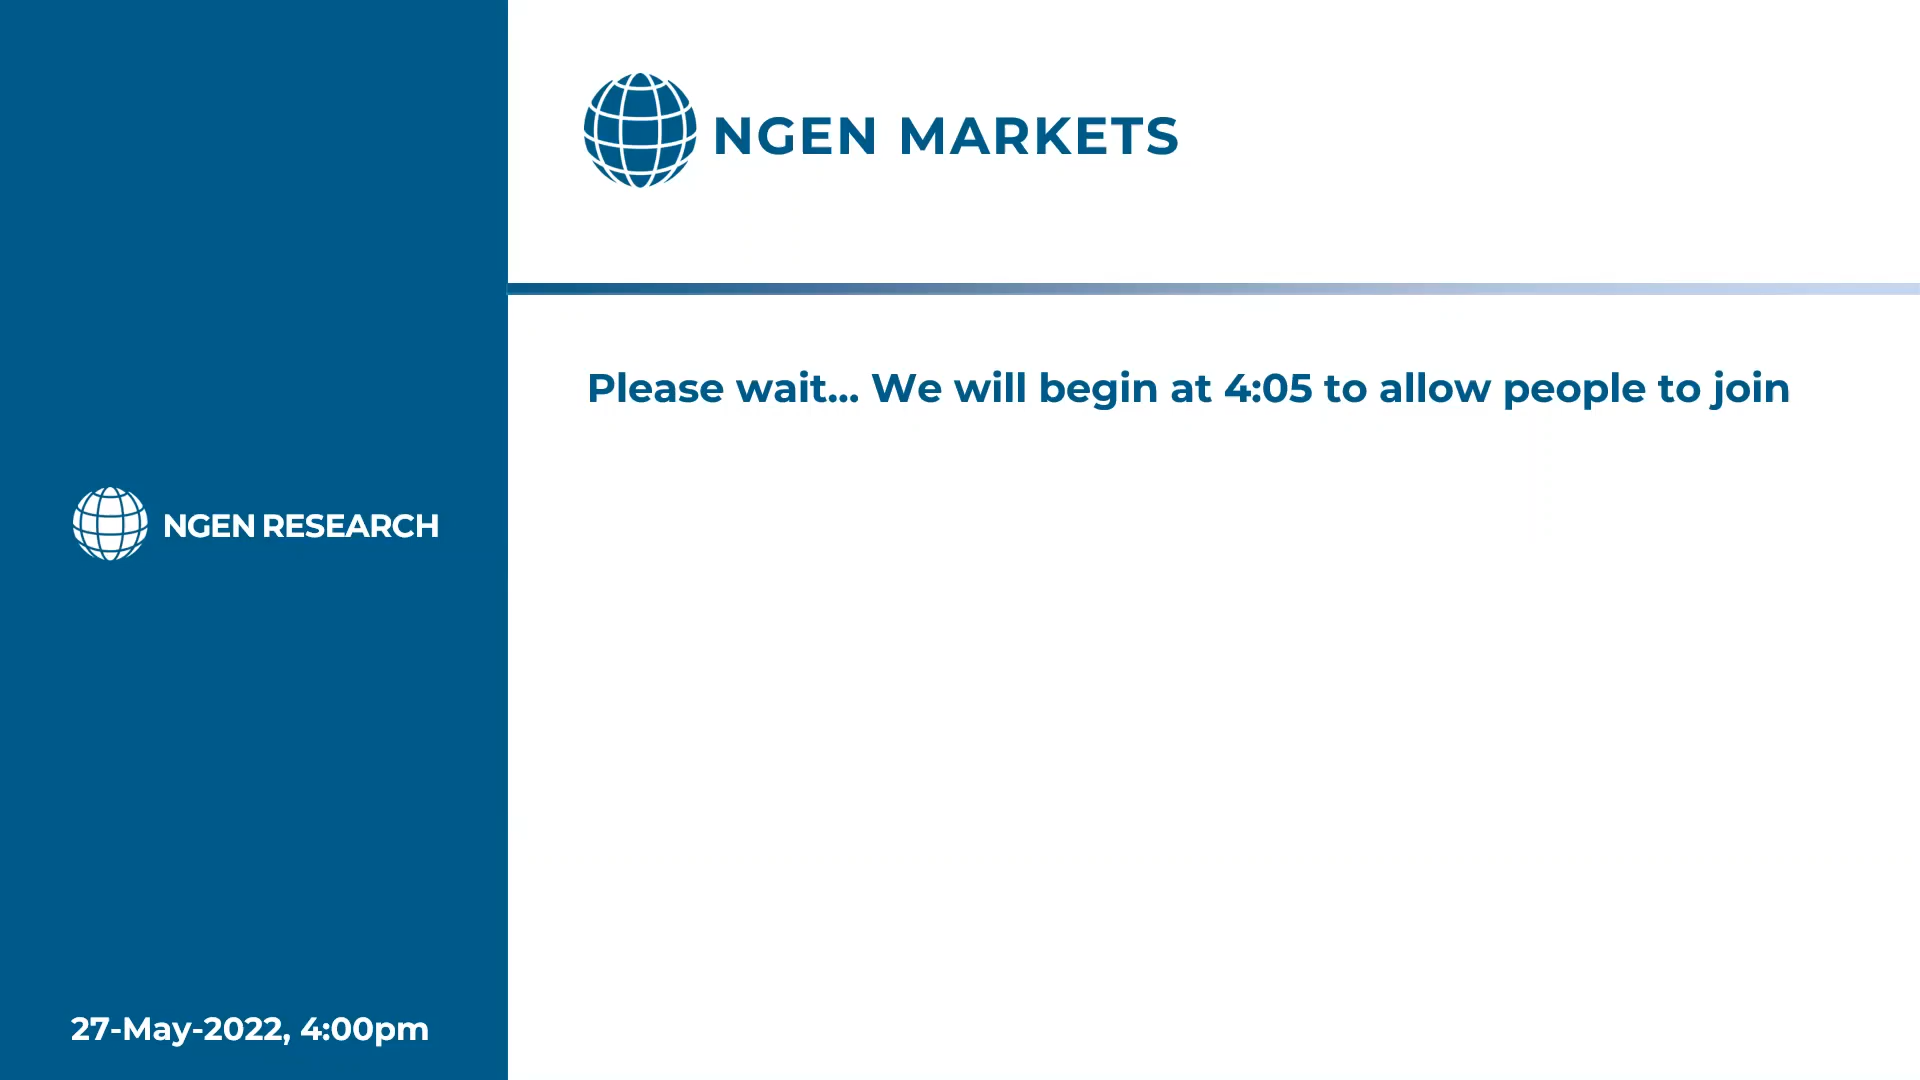 NGEN MARKETS
Please wait... We will begin at 4:05 to allow people to join
NGEN RESEARCH
27-May-2022, 4:00pm